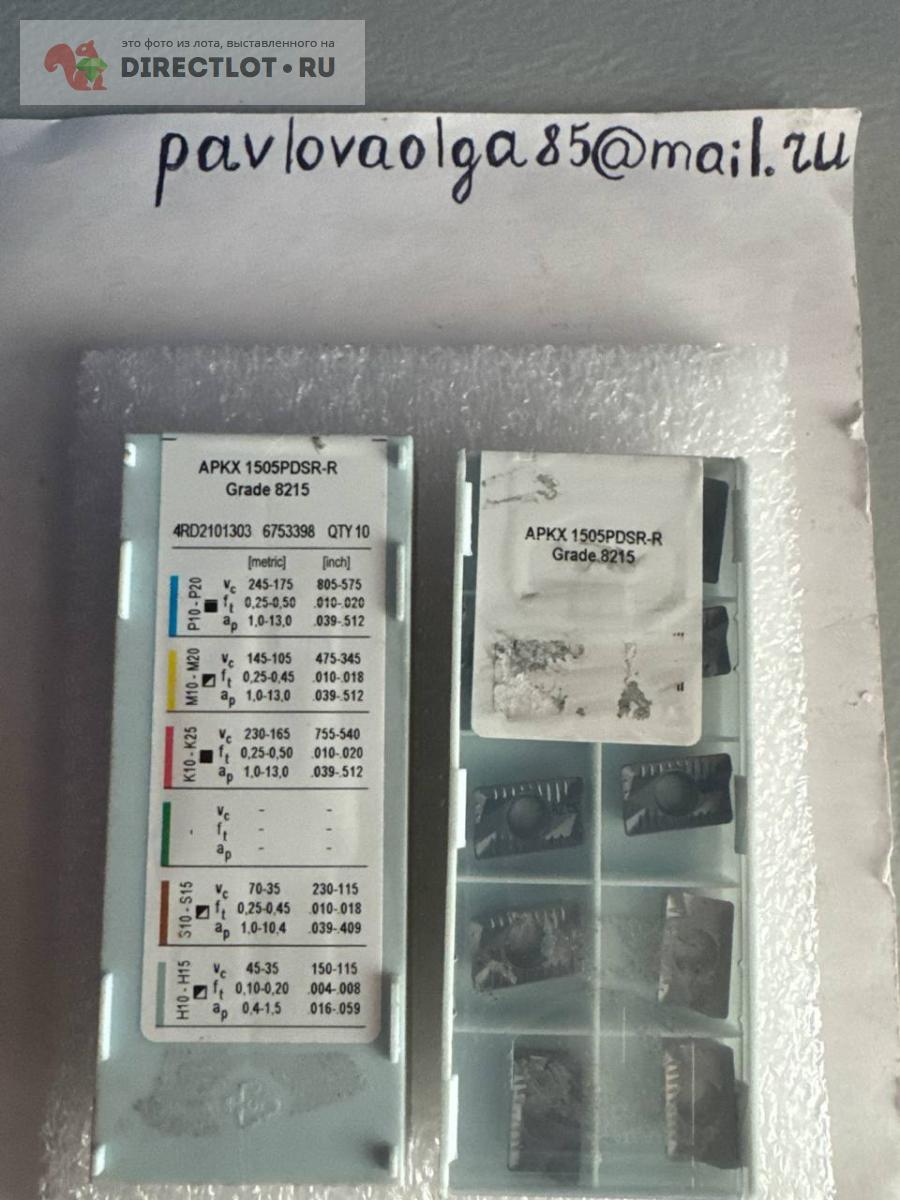 это фото из лота, выставленного на
DIRECTLOT.RU
pavlovaolga85@mail.ru
APKX 1505PDSR-R
Grade 8215
4RD2101303 6753398 QTY 10
[metric] [inch]
P10 - P20
vc 245-175 805-575
ft 0,25-0,50 .010-.020
ap 1,0-13,0 .039-.512
M10 - M20
vc 145-105 475-345
ft 0,25-0,45 .010-.018
ap 1,0-13,0 .039-.512
K10 - K25
vc 230-165 755-540
ft 0,25-0,50 .010-.020
ap 1,0-13,0 .039-.512
-
vc - -
ft - -
ap - -
S10 - S15
vc 70-35 230-115
ft 0,25-0,45 .010-.018
ap 1,0-10,4 .039-.409
H10 - H15
vc 45-35 150-115
ft 0,10-0,20 .004-.008
ap 0,4-1,5 .016-.059
APKX 1505PDSR-R
Grade 8215